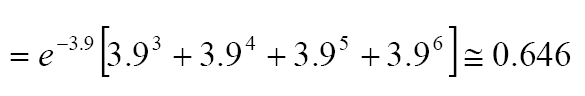 = e^{-3.9} [3.9^3 + 3.9^4 + 3.9^5 + 3.9^6] ≅ 0.646